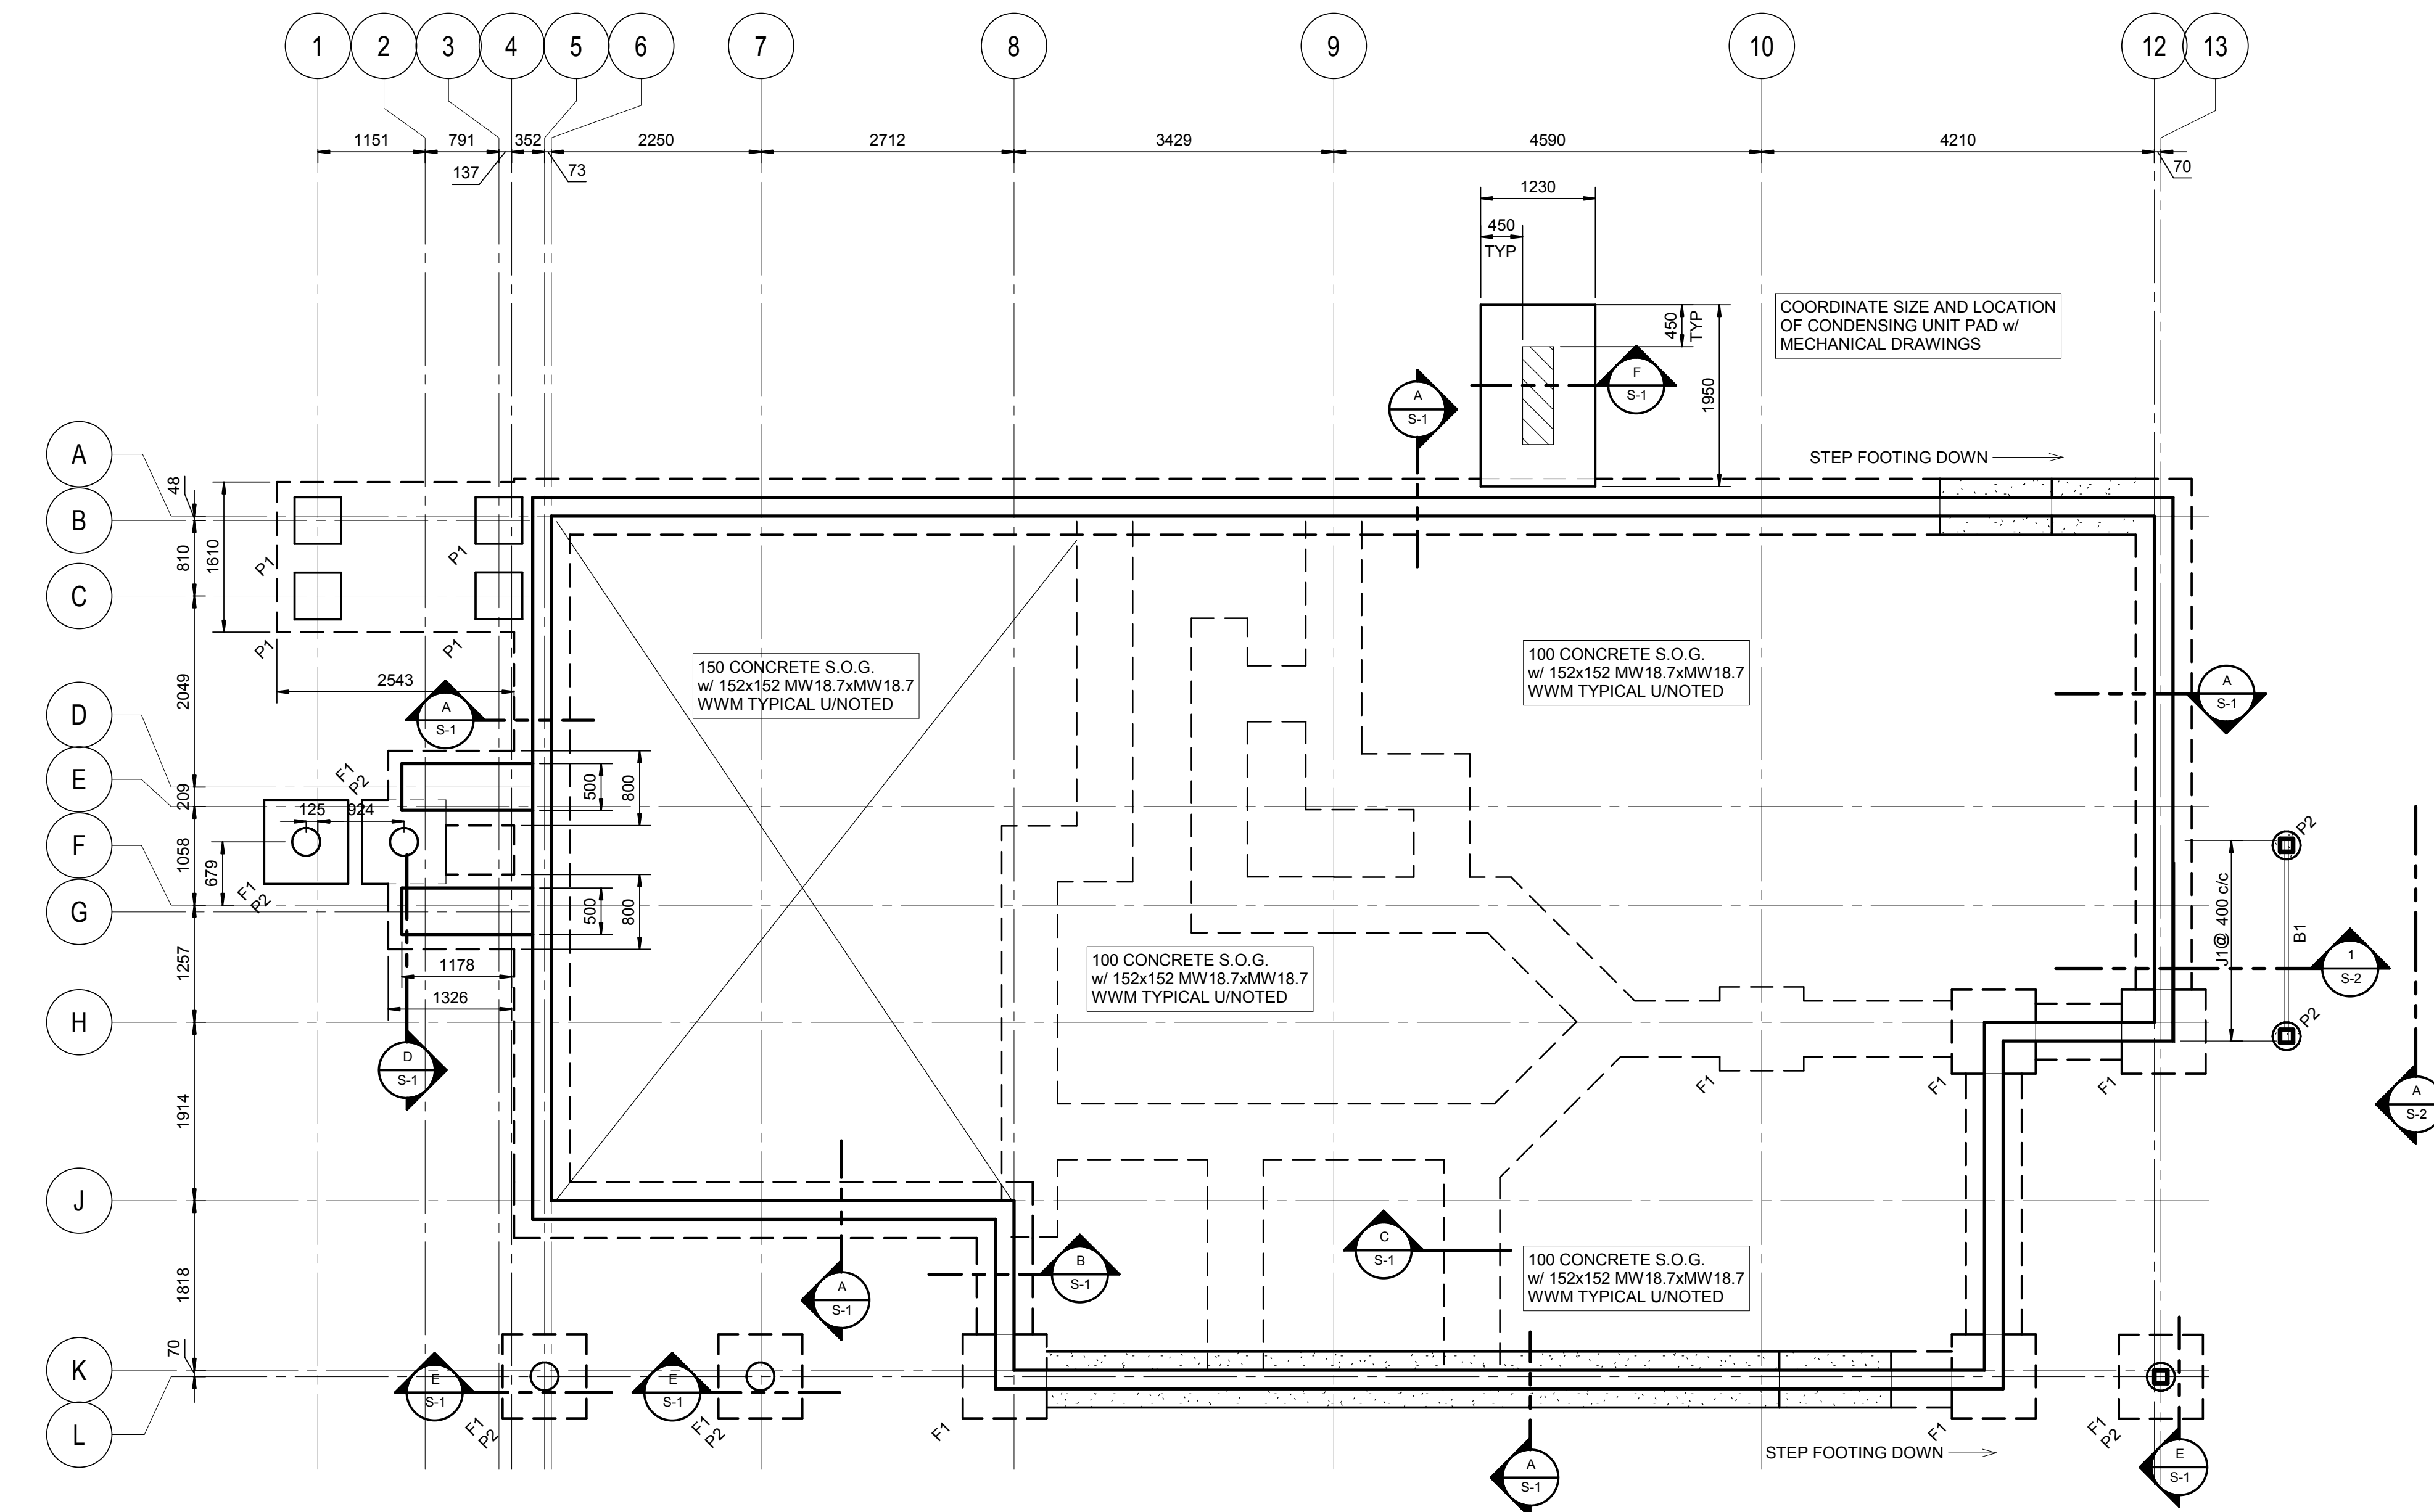 1 2 3 4 5 6 7 8 9 10 12 13
1151 791 352 2250 2712 3429 4590 4210
137 73 70
1230
450
TYP
COORDINATE SIZE AND LOCATION
OF CONDENSING UNIT PAD w/
MECHANICAL DRAWINGS
450
TYP
1950
F
S-1
A
S-1
STEP FOOTING DOWN
A
B
C
D
E
F
G
H
J
K
L
48
810
1610
2049
209
1058
679
1257
1914
1818
70
P1
P1
P1
P1
2543
A
S-1
150 CONCRETE S.O.G.
w/ 152x152 MW18.7xMW18.7
WWM TYPICAL U/NOTED
100 CONCRETE S.O.G.
w/ 152x152 MW18.7xMW18.7
WWM TYPICAL U/NOTED
A
S-1
F1
P2
125 924
500
800
F1
P2
500
800
1178
1326
D
S-1
100 CONCRETE S.O.G.
w/ 152x152 MW18.7xMW18.7
WWM TYPICAL U/NOTED
P2
J1@ 400 c/c
B1
1
S-2
P2
F1
F1
F1
A
S-2
C
S-1
B
S-1
A
S-1
100 CONCRETE S.O.G.
w/ 152x152 MW18.7xMW18.7
WWM TYPICAL U/NOTED
E
S-1
F1
P2
E
S-1
F1
P2
F1
A
S-1
F1
STEP FOOTING DOWN
F1
P2
E
S-1